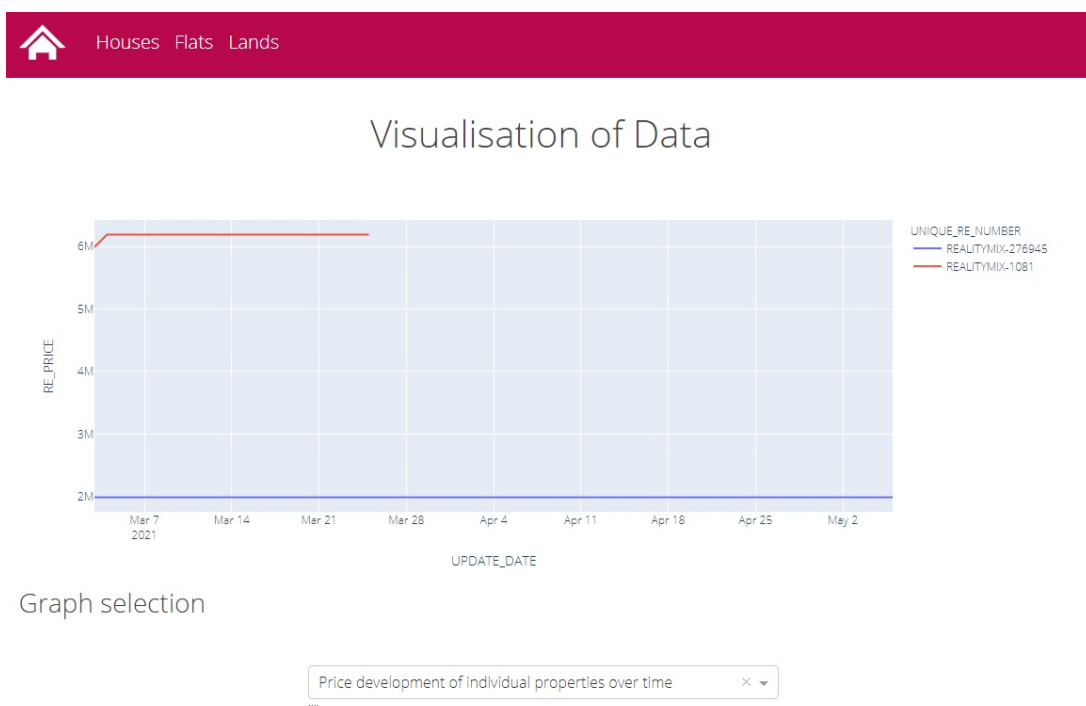 Houses Flats Lands
Visualisation of Data
UNIQUE_RE_NUMBER
REALITYMIX-276945
REALITYMIX-1081
6M
5M
4M
3M
2M
RE_PRICE
Mar 7 Mar 14 Mar 21 Mar 28 Apr 4 Apr 11 Apr 18 Apr 25 May 2
2021
UPDATE_DATE
Graph selection
Price development of individual properties over time